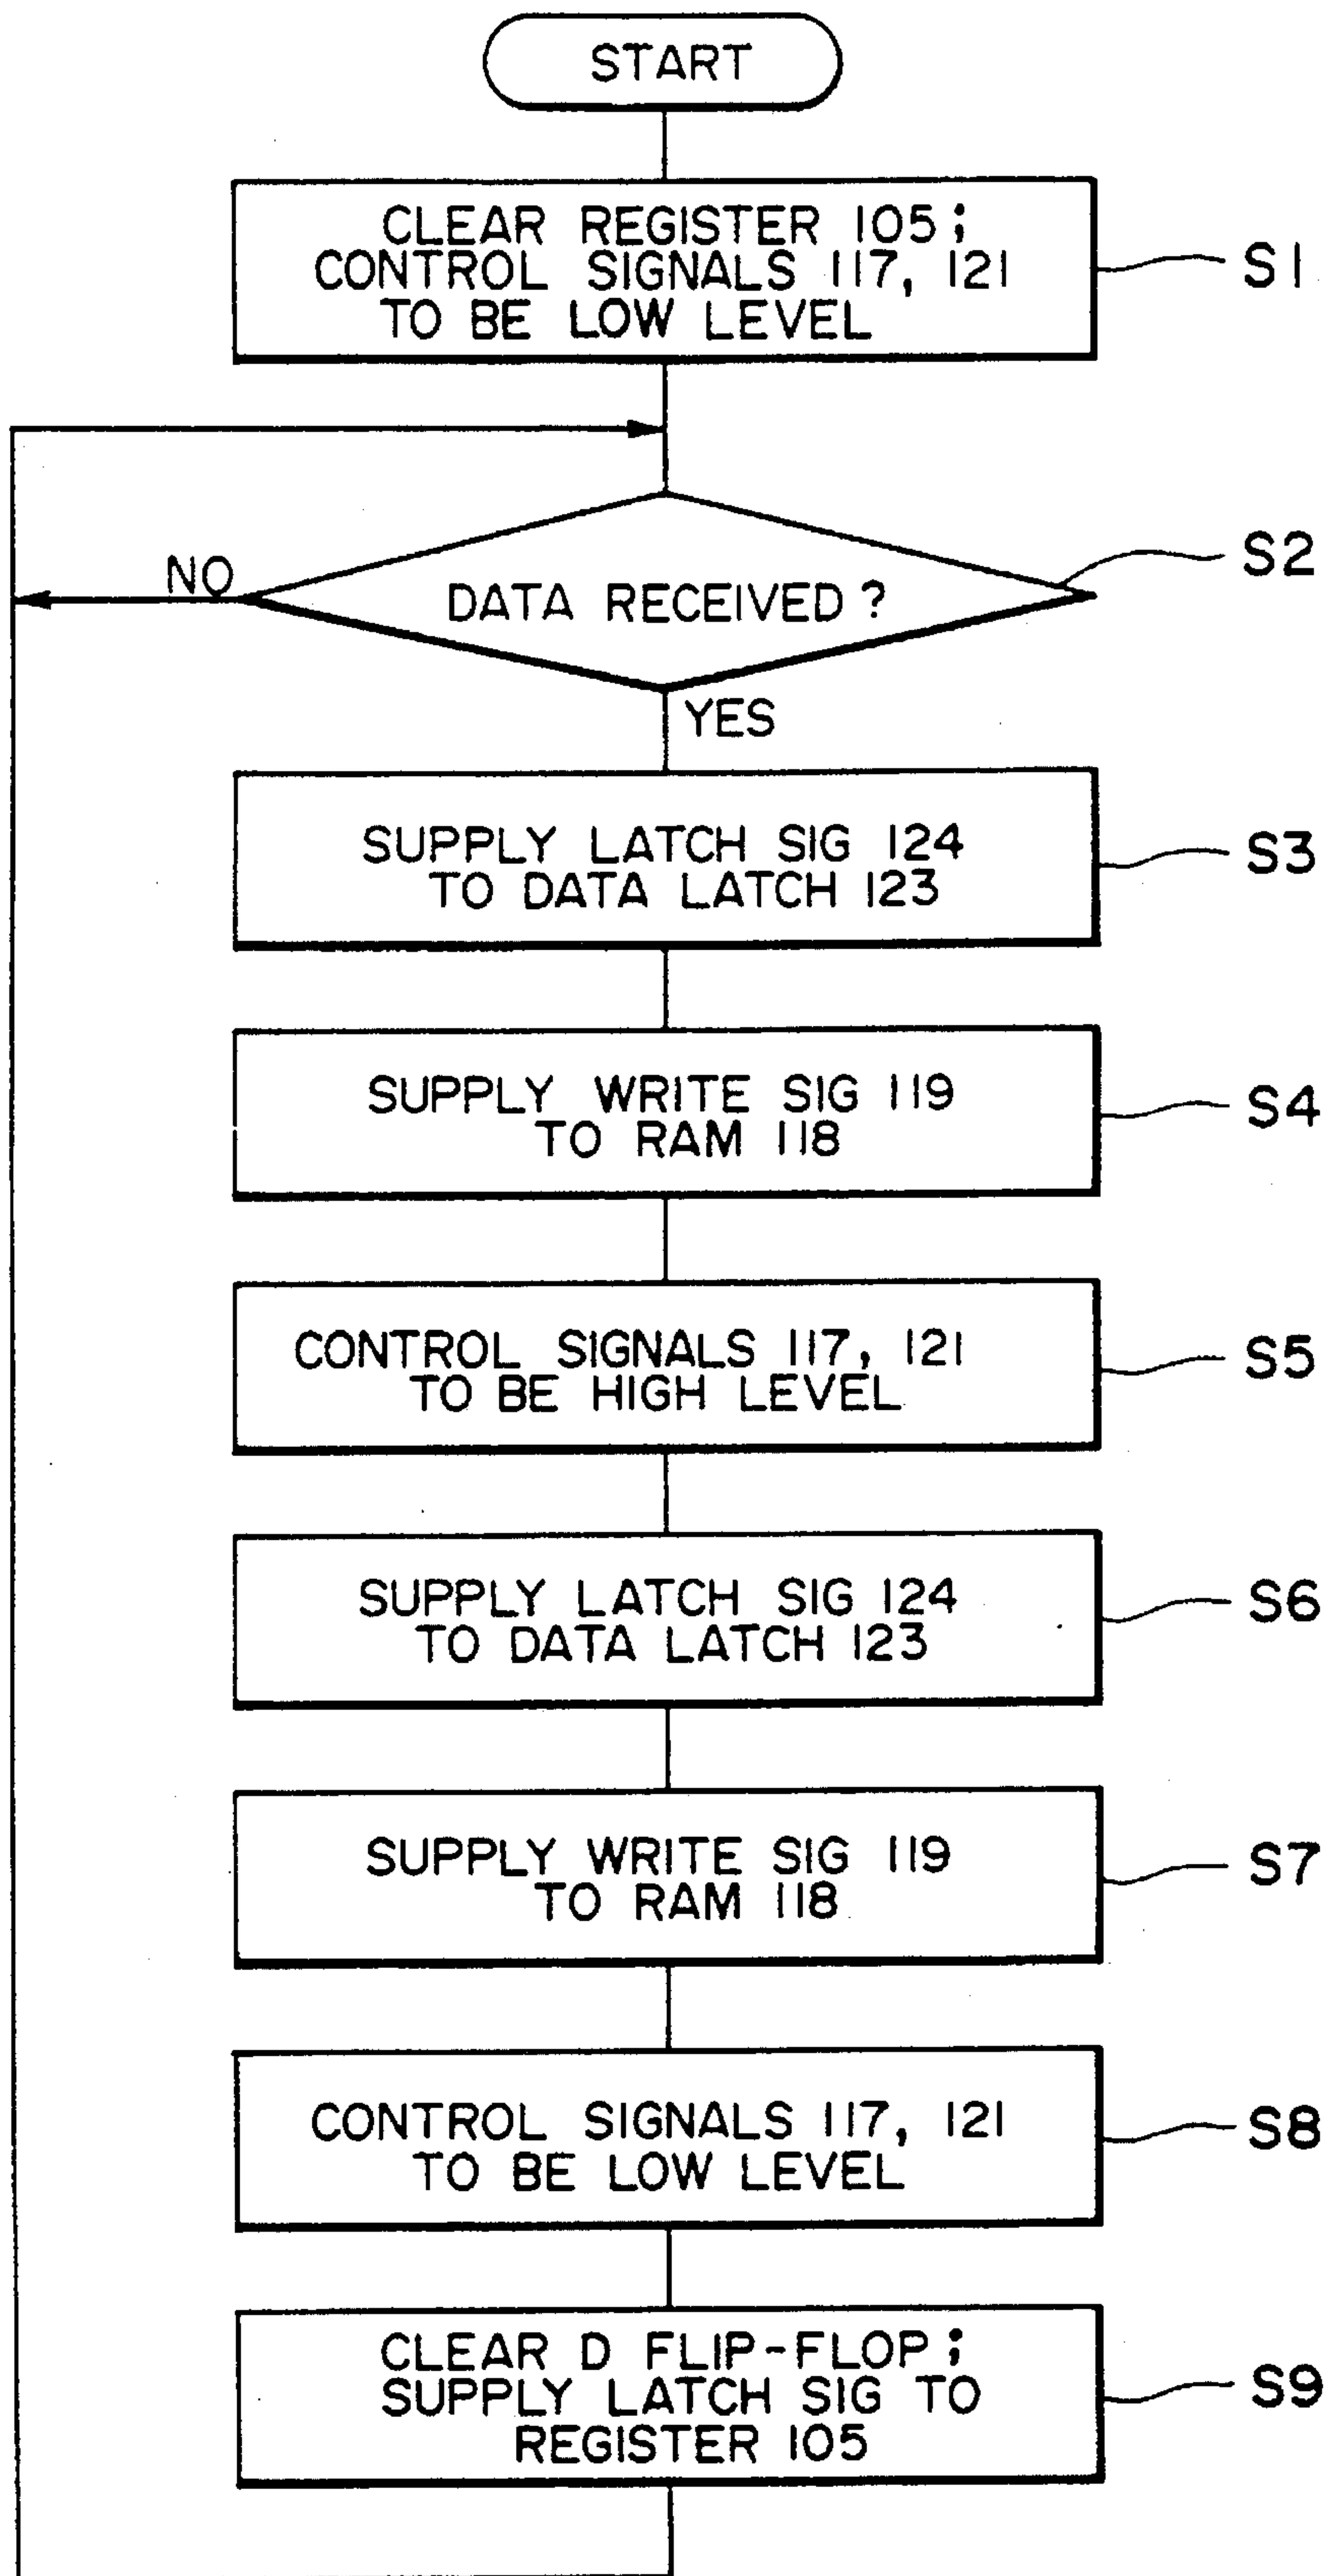 START
CLEAR REGISTER 105;
CONTROL SIGNALS 117, 121
TO BE LOW LEVEL
S1
NO
DATA RECEIVED?
S2
YES
SUPPLY LATCH SIG 124
TO DATA LATCH 123
S3
SUPPLY WRITE SIG 119
TO RAM 118
S4
CONTROL SIGNALS 117, 121
TO BE HIGH LEVEL
S5
SUPPLY LATCH SIG 124
TO DATA LATCH 123
S6
SUPPLY WRITE SIG 119
TO RAM 118
S7
CONTROL SIGNALS 117, 121
TO BE LOW LEVEL
S8
CLEAR D FLIP-FLOP;
SUPPLY LATCH SIG TO
REGISTER 105
S9